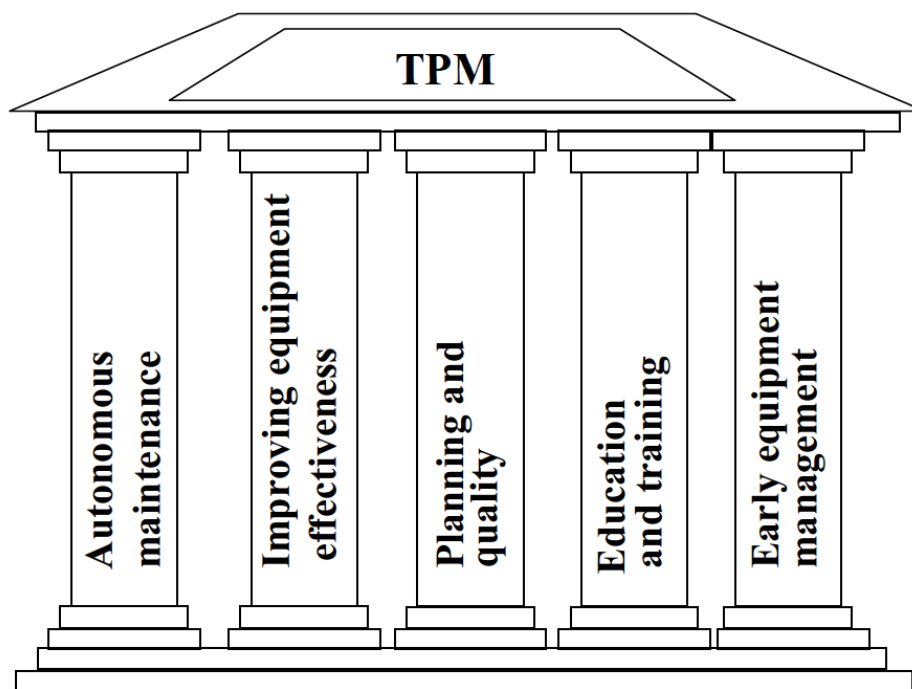 TPM
Autonomous
maintenance
Improving equipment
effectiveness
Planning and
quality
Education
and training
Early equipment
management